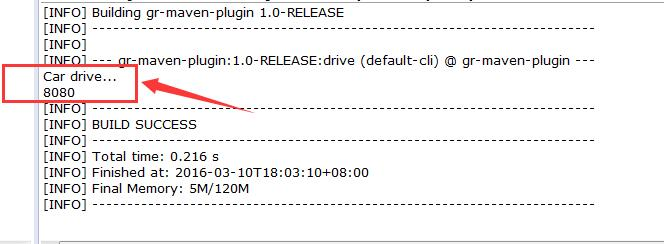 [INFO] Building gr-maven-plugin 1.0-RELEASE
[INFO] ------------------------------------------------------------------------
[INFO]
[INFO] --- gr-maven-plugin:1.0-RELEASE:drive (default-cli) @ gr-maven-plugin ---
Car drive...
8080
[INFO] ------------------------------------------------------------------------
[INFO] BUILD SUCCESS
[INFO] ------------------------------------------------------------------------
[INFO] Total time: 0.216 s
[INFO] Finished at: 2016-03-10T18:03:10+08:00
[INFO] Final Memory: 5M/120M
[INFO] ------------------------------------------------------------------------